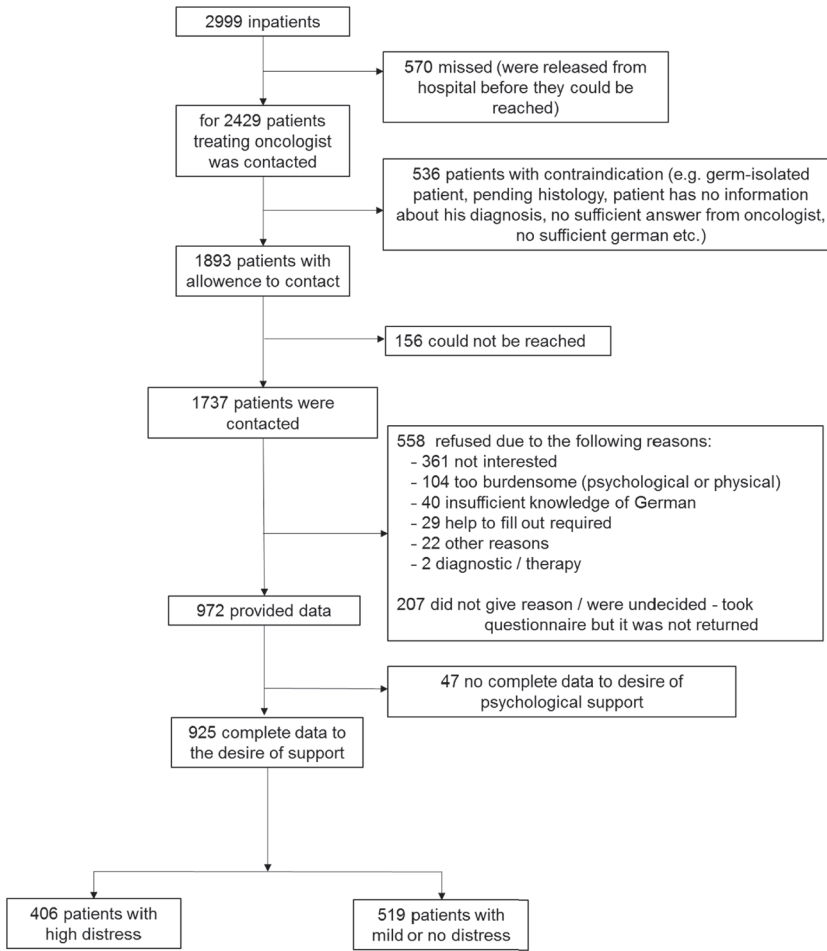 2999 inpatients
570 missed (were released from
hospital before they could be
reached)
for 2429 patients
treating oncologist
was contacted
536 patients with contraindication (e.g. germ-isolated
patient, pending histology, patient has no information
about his diagnosis, no sufficient answer from oncologist,
no sufficient german etc.)
1893 patients with
allowence to contact
156 could not be reached
1737 patients were
contacted
558 refused due to the following reasons:
- 361 not interested
- 104 too burdensome (psychological or physical)
- 40 insufficient knowledge of German
- 29 help to fill out required
- 22 other reasons
- 2 diagnostic / therapy
207 did not give reason / were undecided - took
questionnaire but it was not returned
972 provided data
47 no complete data to desire of
psychological support
925 complete data to
the desire of support
406 patients with
high distress
519 patients with
mild or no distress